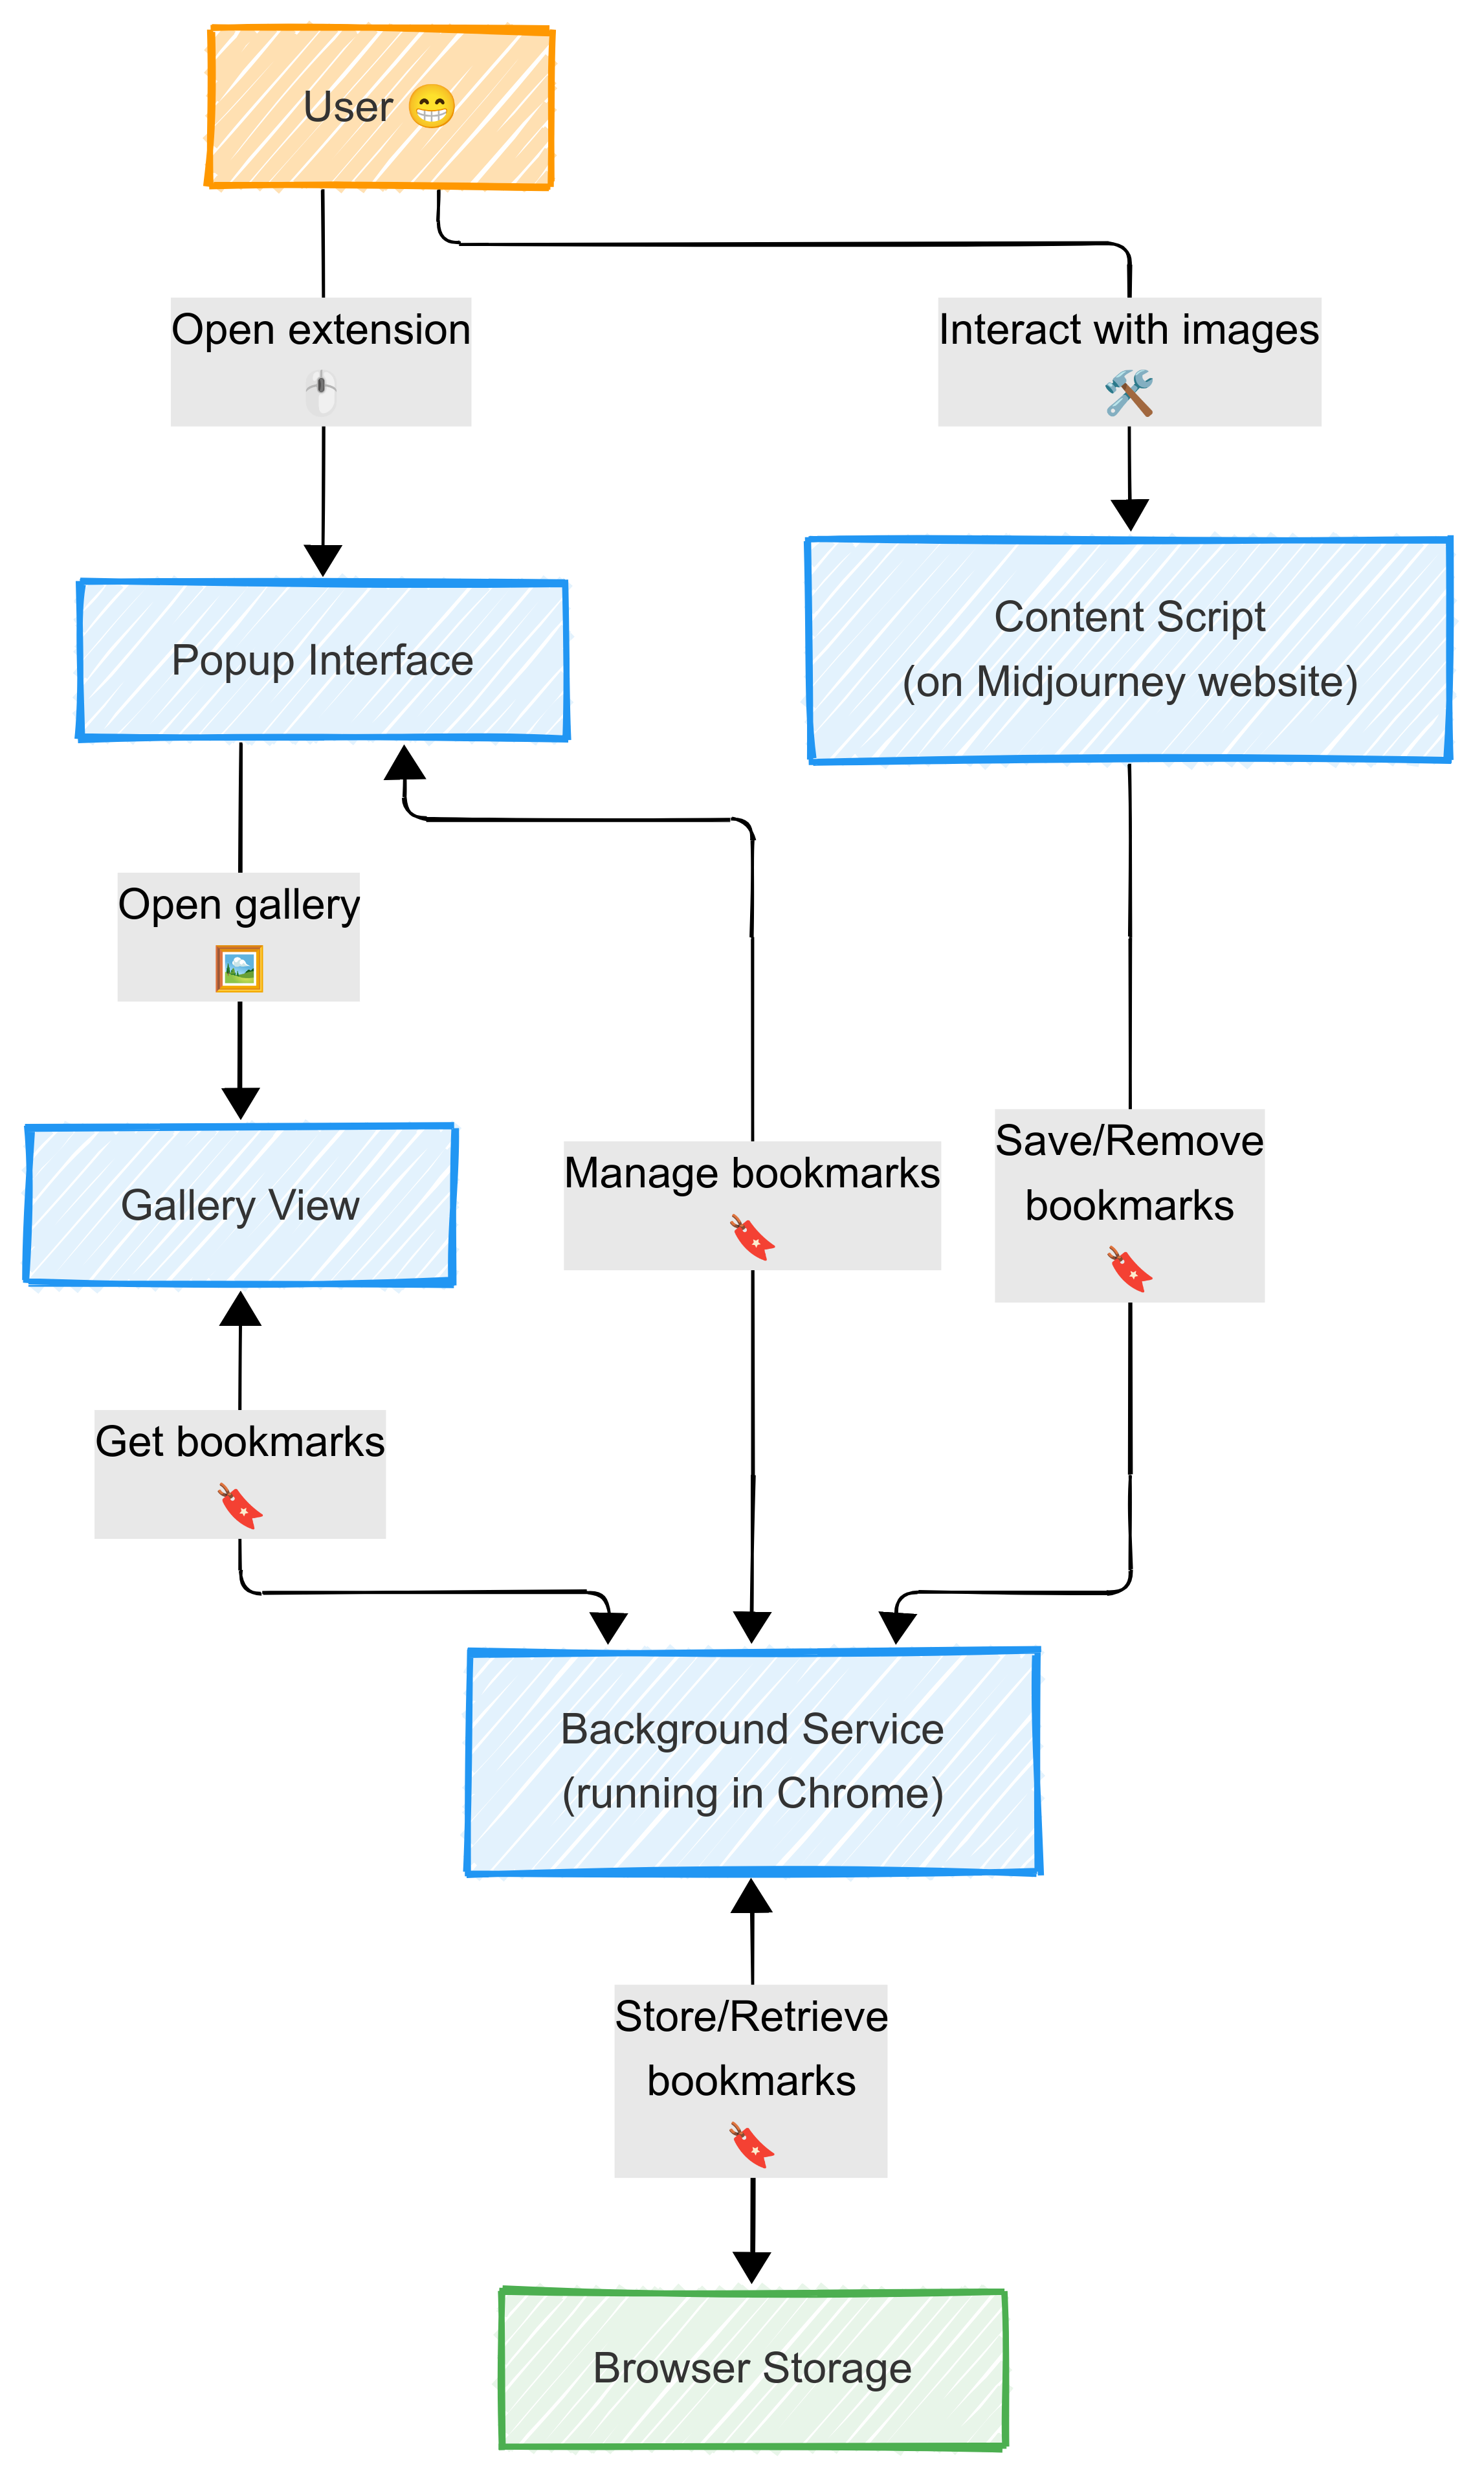 User 😁
Open extension
🖱️
Interact with images
🛠️
Popup Interface
Content Script
(on Midjourney website)
Open gallery
🖼️
Gallery View
Manage bookmarks
🔖
Save/Remove
bookmarks
🔖
Get bookmarks
🔖
Background Service
(running in Chrome)
Store/Retrieve
bookmarks
🔖
Browser Storage